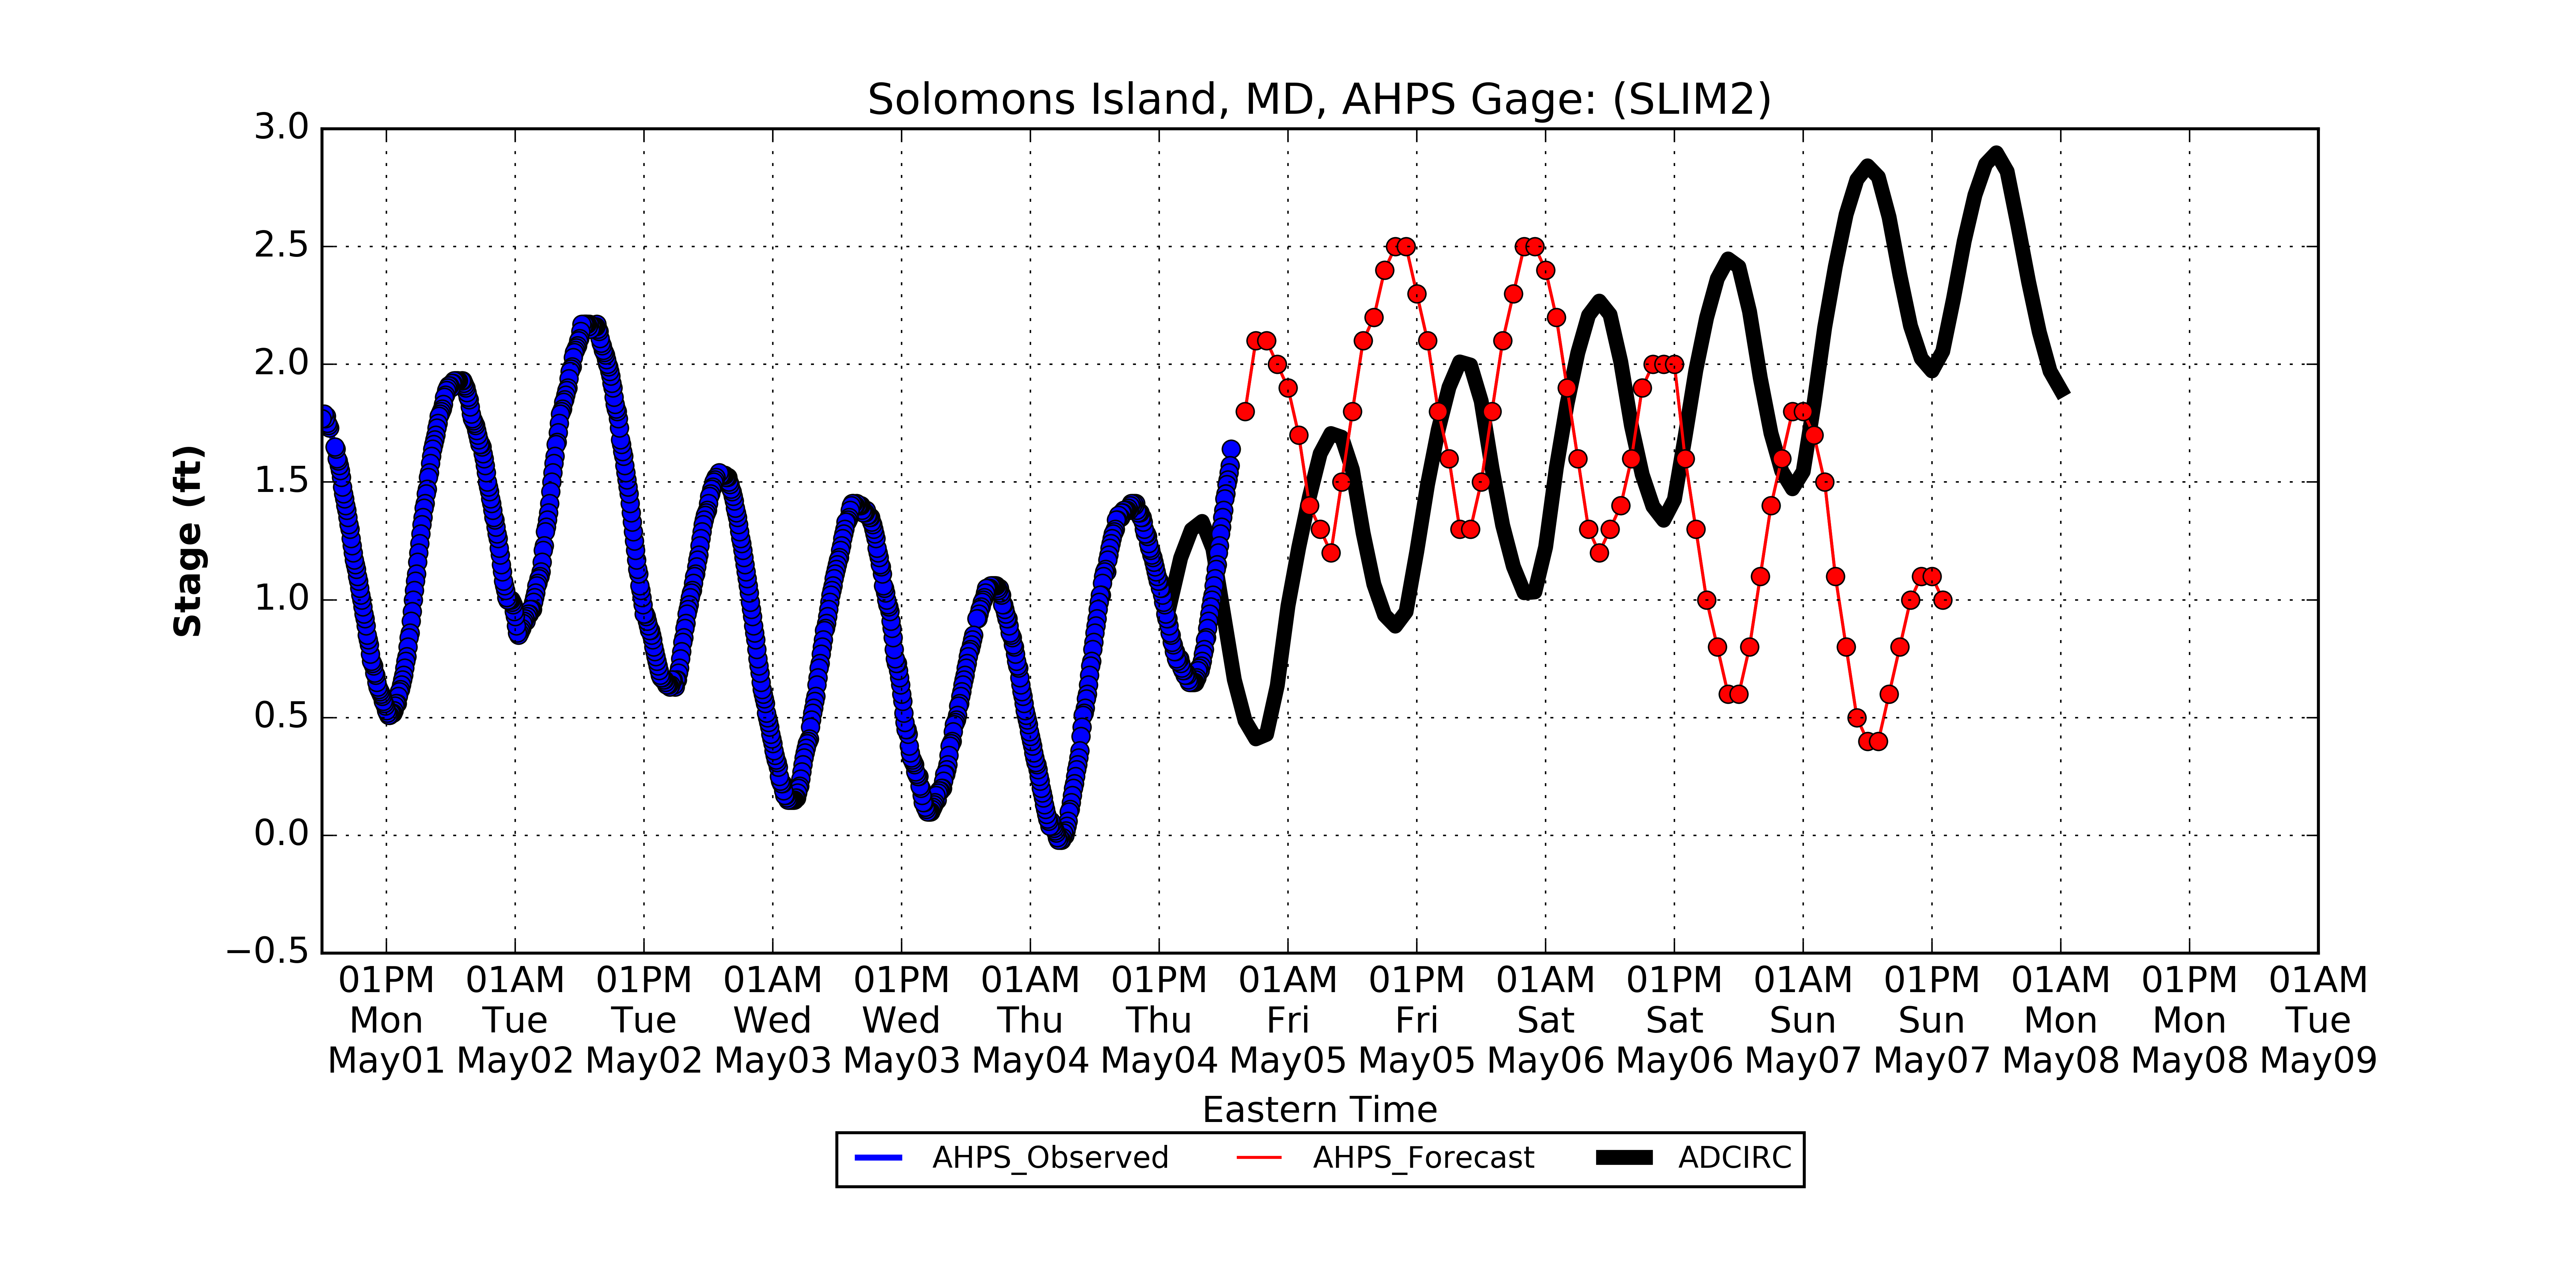 Solomons Island, MD, AHPS Gage: (SLIM2)
3.0
2.5
2.0
1.5
1.0
0.5
0.0
−0.5
Stage (ft)
01PM 01AM 01PM 01AM 01PM 01AM 01PM 01AM 01PM 01AM 01PM 01AM 01PM 01AM 01PM 01AM
Mon Tue Tue Wed Wed Thu Thu Fri Fri Sat Sat Sun Sun Mon Mon Tue
May01 May02 May02 May03 May03 May04 May04 May05 May05 May06 May06 May07 May07 May08 May08 May09
Eastern Time
AHPS_Observed AHPS_Forecast ADCIRC